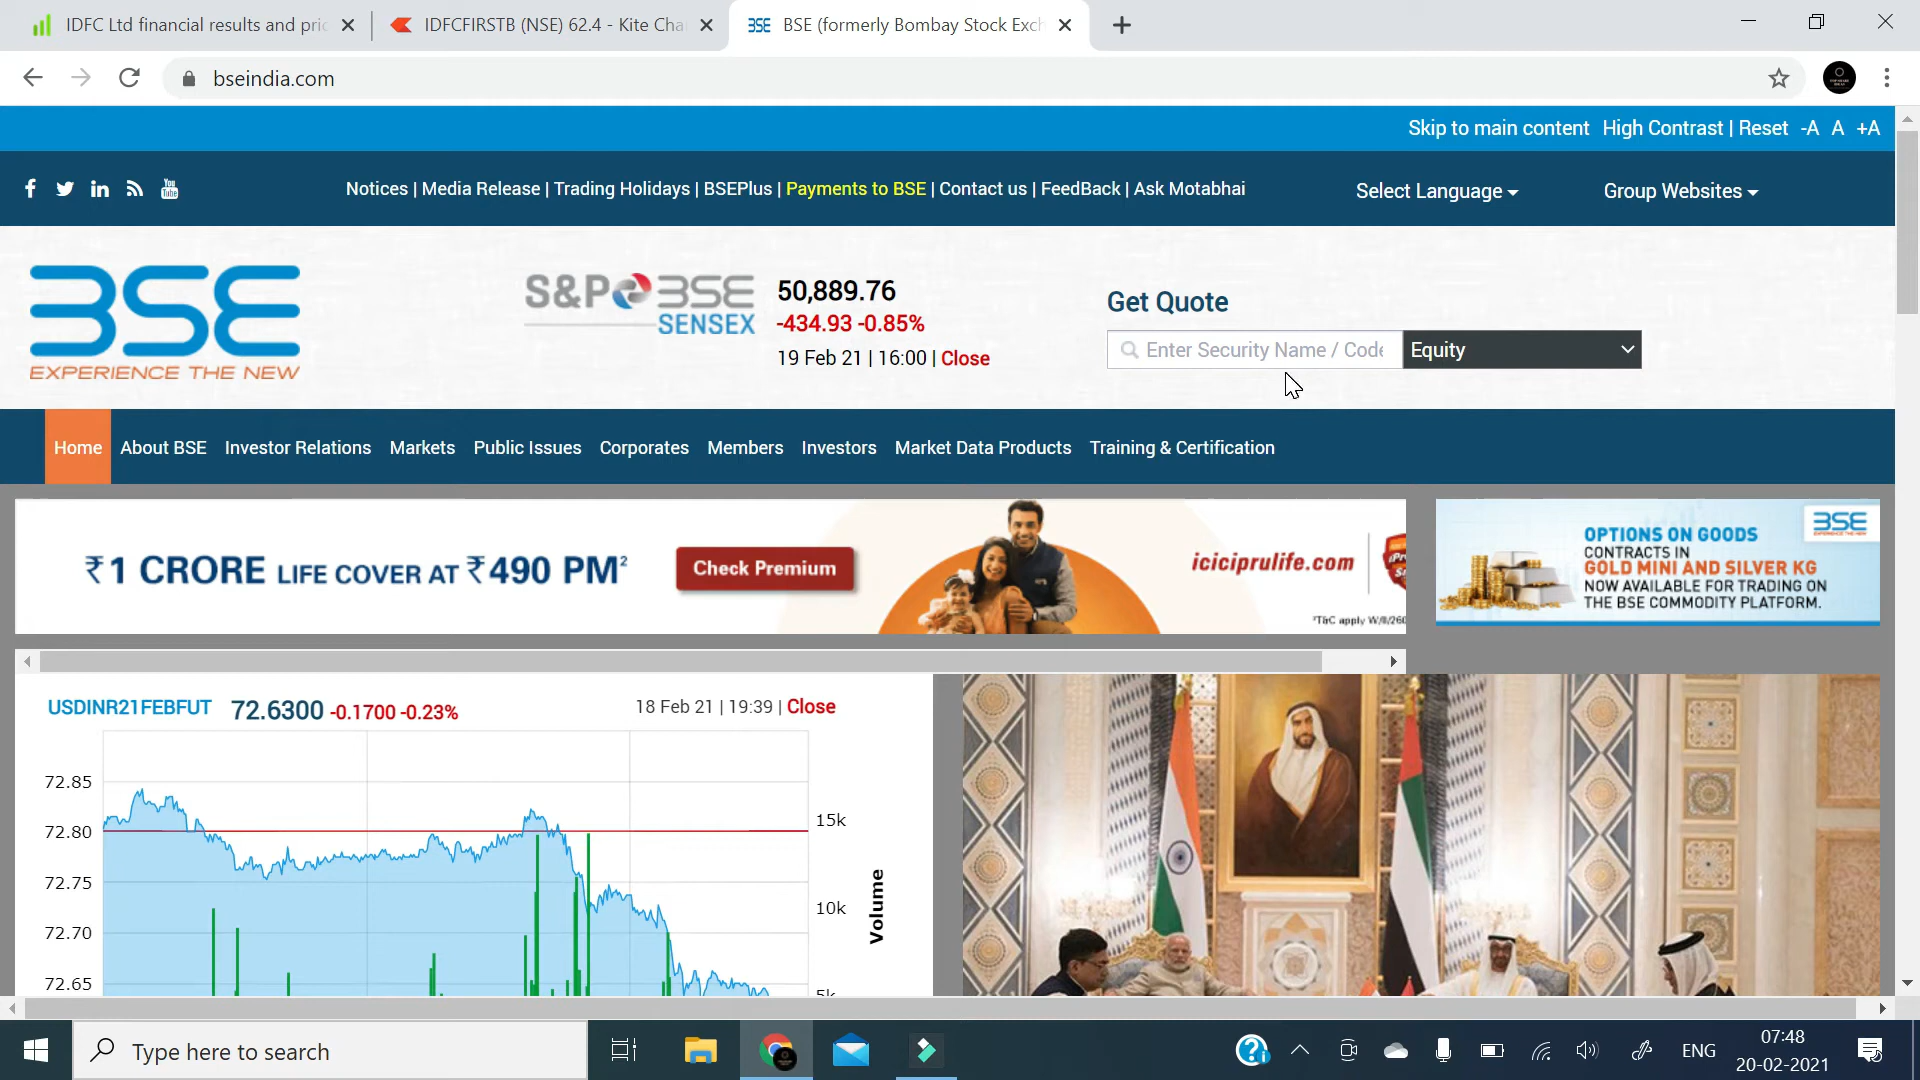 IDFC Ltd financial results and pric
IDFCFIRSTB (NSE) 62.4 - Kite Cha
BSE (formerly Bombay Stock Exch
bseindia.com
Skip to main content High Contrast | Reset -A A +A
Notices | Media Release | Trading Holidays | BSEPlus | Payments to BSE | Contact us | FeedBack | Ask Motabhai
Select Language
Group Websites
BSE
EXPERIENCE THE NEW
S&P BSE
SENSEX
50,889.76
-434.93 -0.85%
19 Feb 21 | 16:00 | Close
Get Quote
Enter Security Name / Code
Equity
Home About BSE Investor Relations Markets Public Issues Corporates Members Investors Market Data Products Training & Certification
₹1 CRORE LIFE COVER AT ₹490 PM²
Check Premium
iciciprulife.com
*T&C apply W/II/260
BSE
OPTIONS ON GOODS
CONTRACTS IN
GOLD MINI AND SILVER KG
NOW AVAILABLE FOR TRADING ON
THE BSE COMMODITY PLATFORM.
USDINR21FEBFUT 72.6300 -0.1700 -0.23%
18 Feb 21 | 19:39 | Close
72.85
72.80
72.75
72.70
72.65
15k
10k
5k
Volume
Type here to search
ENG
07:48
20-02-2021